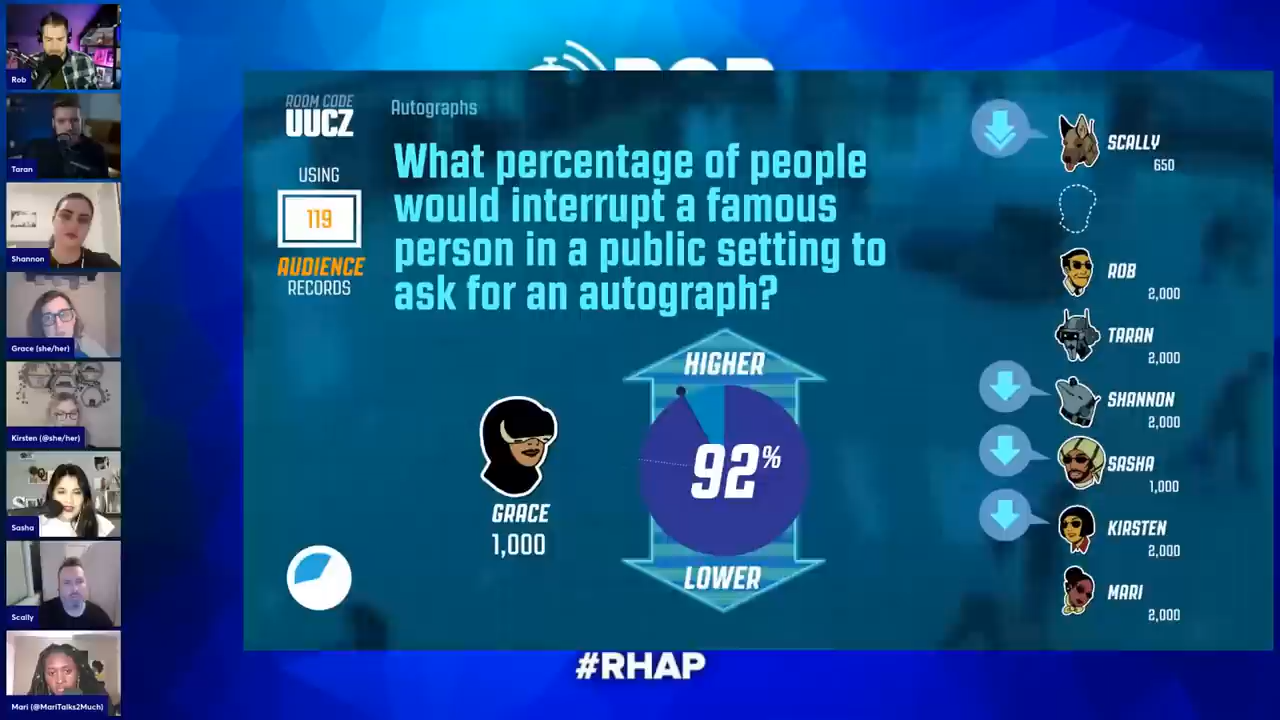 Rob
Taran
Shannon
Grace (she/her)
Kirsten (@she/her)
Sasha
Scally
Mari (@MariTalks2Much)
ROOM CODE
UUCZ
USING
119
AUDIENCE
RECORDS
Autographs
What percentage of people
would interrupt a famous
person in a public setting to
ask for an autograph?
GRACE
1,000
HIGHER
92%
LOWER
SCALLY
650
ROB
2,000
TARAN
2,000
SHANNON
2,000
SASHA
1,000
KIRSTEN
2,000
MARI
2,000
#RHAP